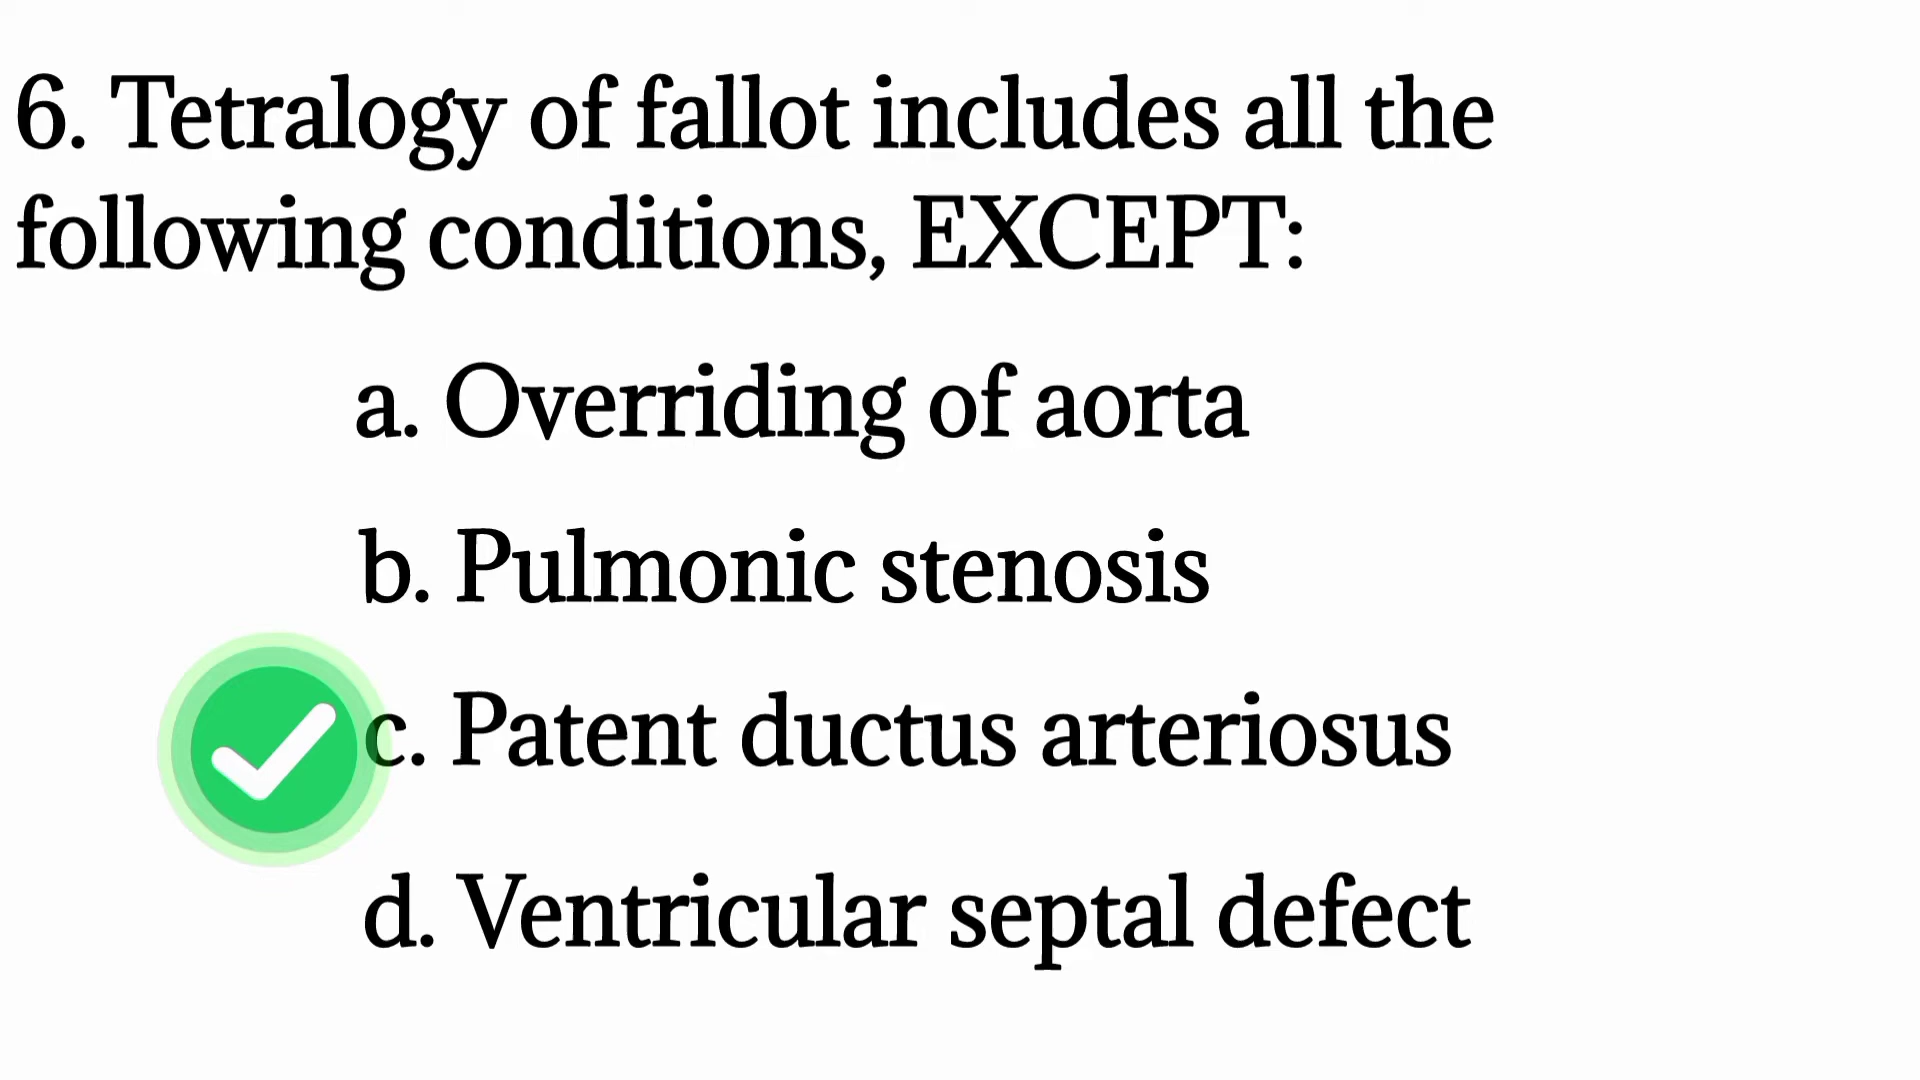 6. Tetralogy of fallot includes all the
following conditions, EXCEPT:
a. Overriding of aorta
b. Pulmonic stenosis
c. Patent ductus arteriosus
d. Ventricular septal defect